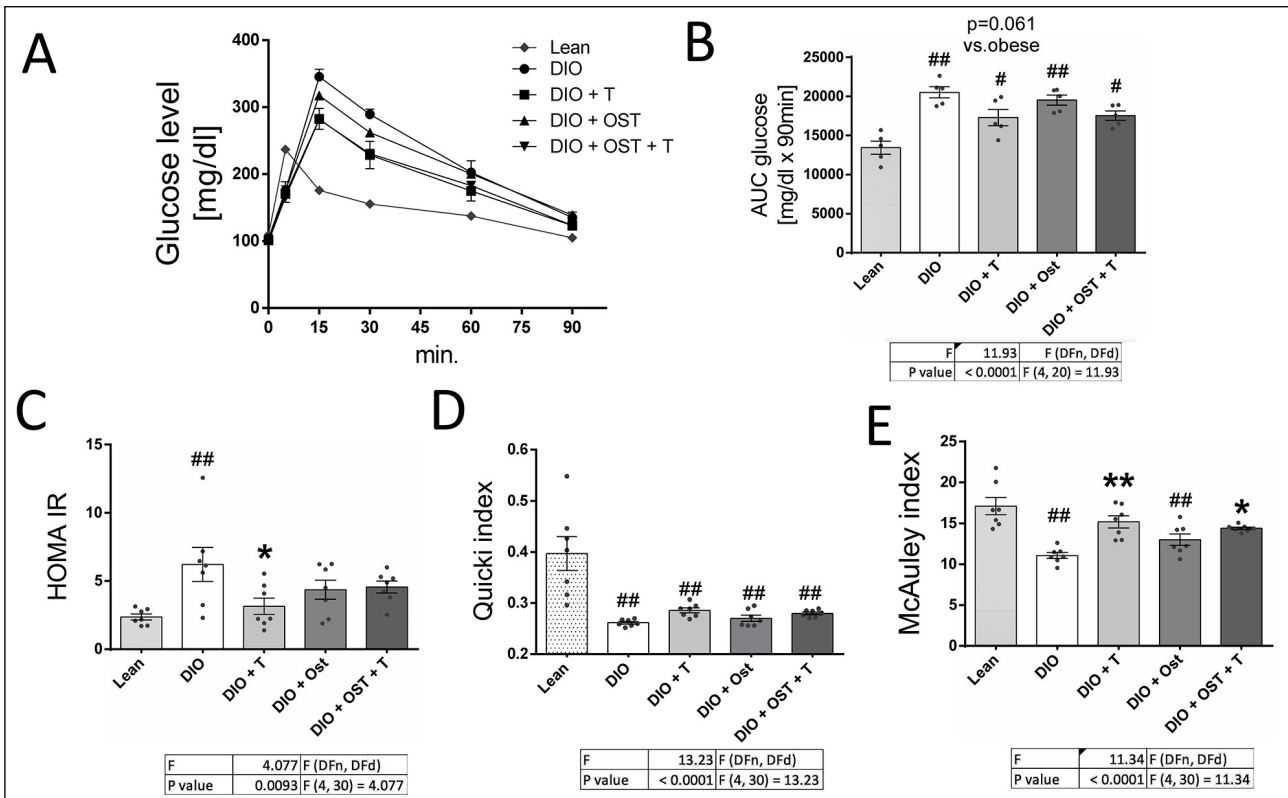 A
Glucose level
[mg/dl]
400
300
200
100
0
0 15 30 45 60 75 90
min.
Lean
DIO
DIO + T
DIO + OST
DIO + OST + T
B
p=0.061
vs.obese
AUC glucose
[mg/dl x 90min]
25000
20000
15000
10000
5000
0
## # ## #
Lean DIO DIO + T DIO + Ost DIO + OST + T
F 11.93 F (DFn, DFd)
P value < 0.0001 F (4, 20) = 11.93
C
HOMA IR
15
10
5
0
## *
Lean DIO DIO + T DIO + Ost DIO + OST + T
F 4.077 F (DFn, DFd)
P value 0.0093 F (4, 30) = 4.077
D
Quicki index
0.6
0.5
0.4
0.3
0.2
## ## ## ##
Lean DIO DIO + T DIO + Ost DIO + OST + T
F 13.23 F (DFn, DFd)
P value < 0.0001 F (4, 30) = 13.23
E
McAuley index
25
20
15
10
5
0
## ** ## *
Lean DIO DIO + T DIO + Ost DIO + OST + T
F 11.34 F (DFn, DFd)
P value < 0.0001 F (4, 30) = 11.34